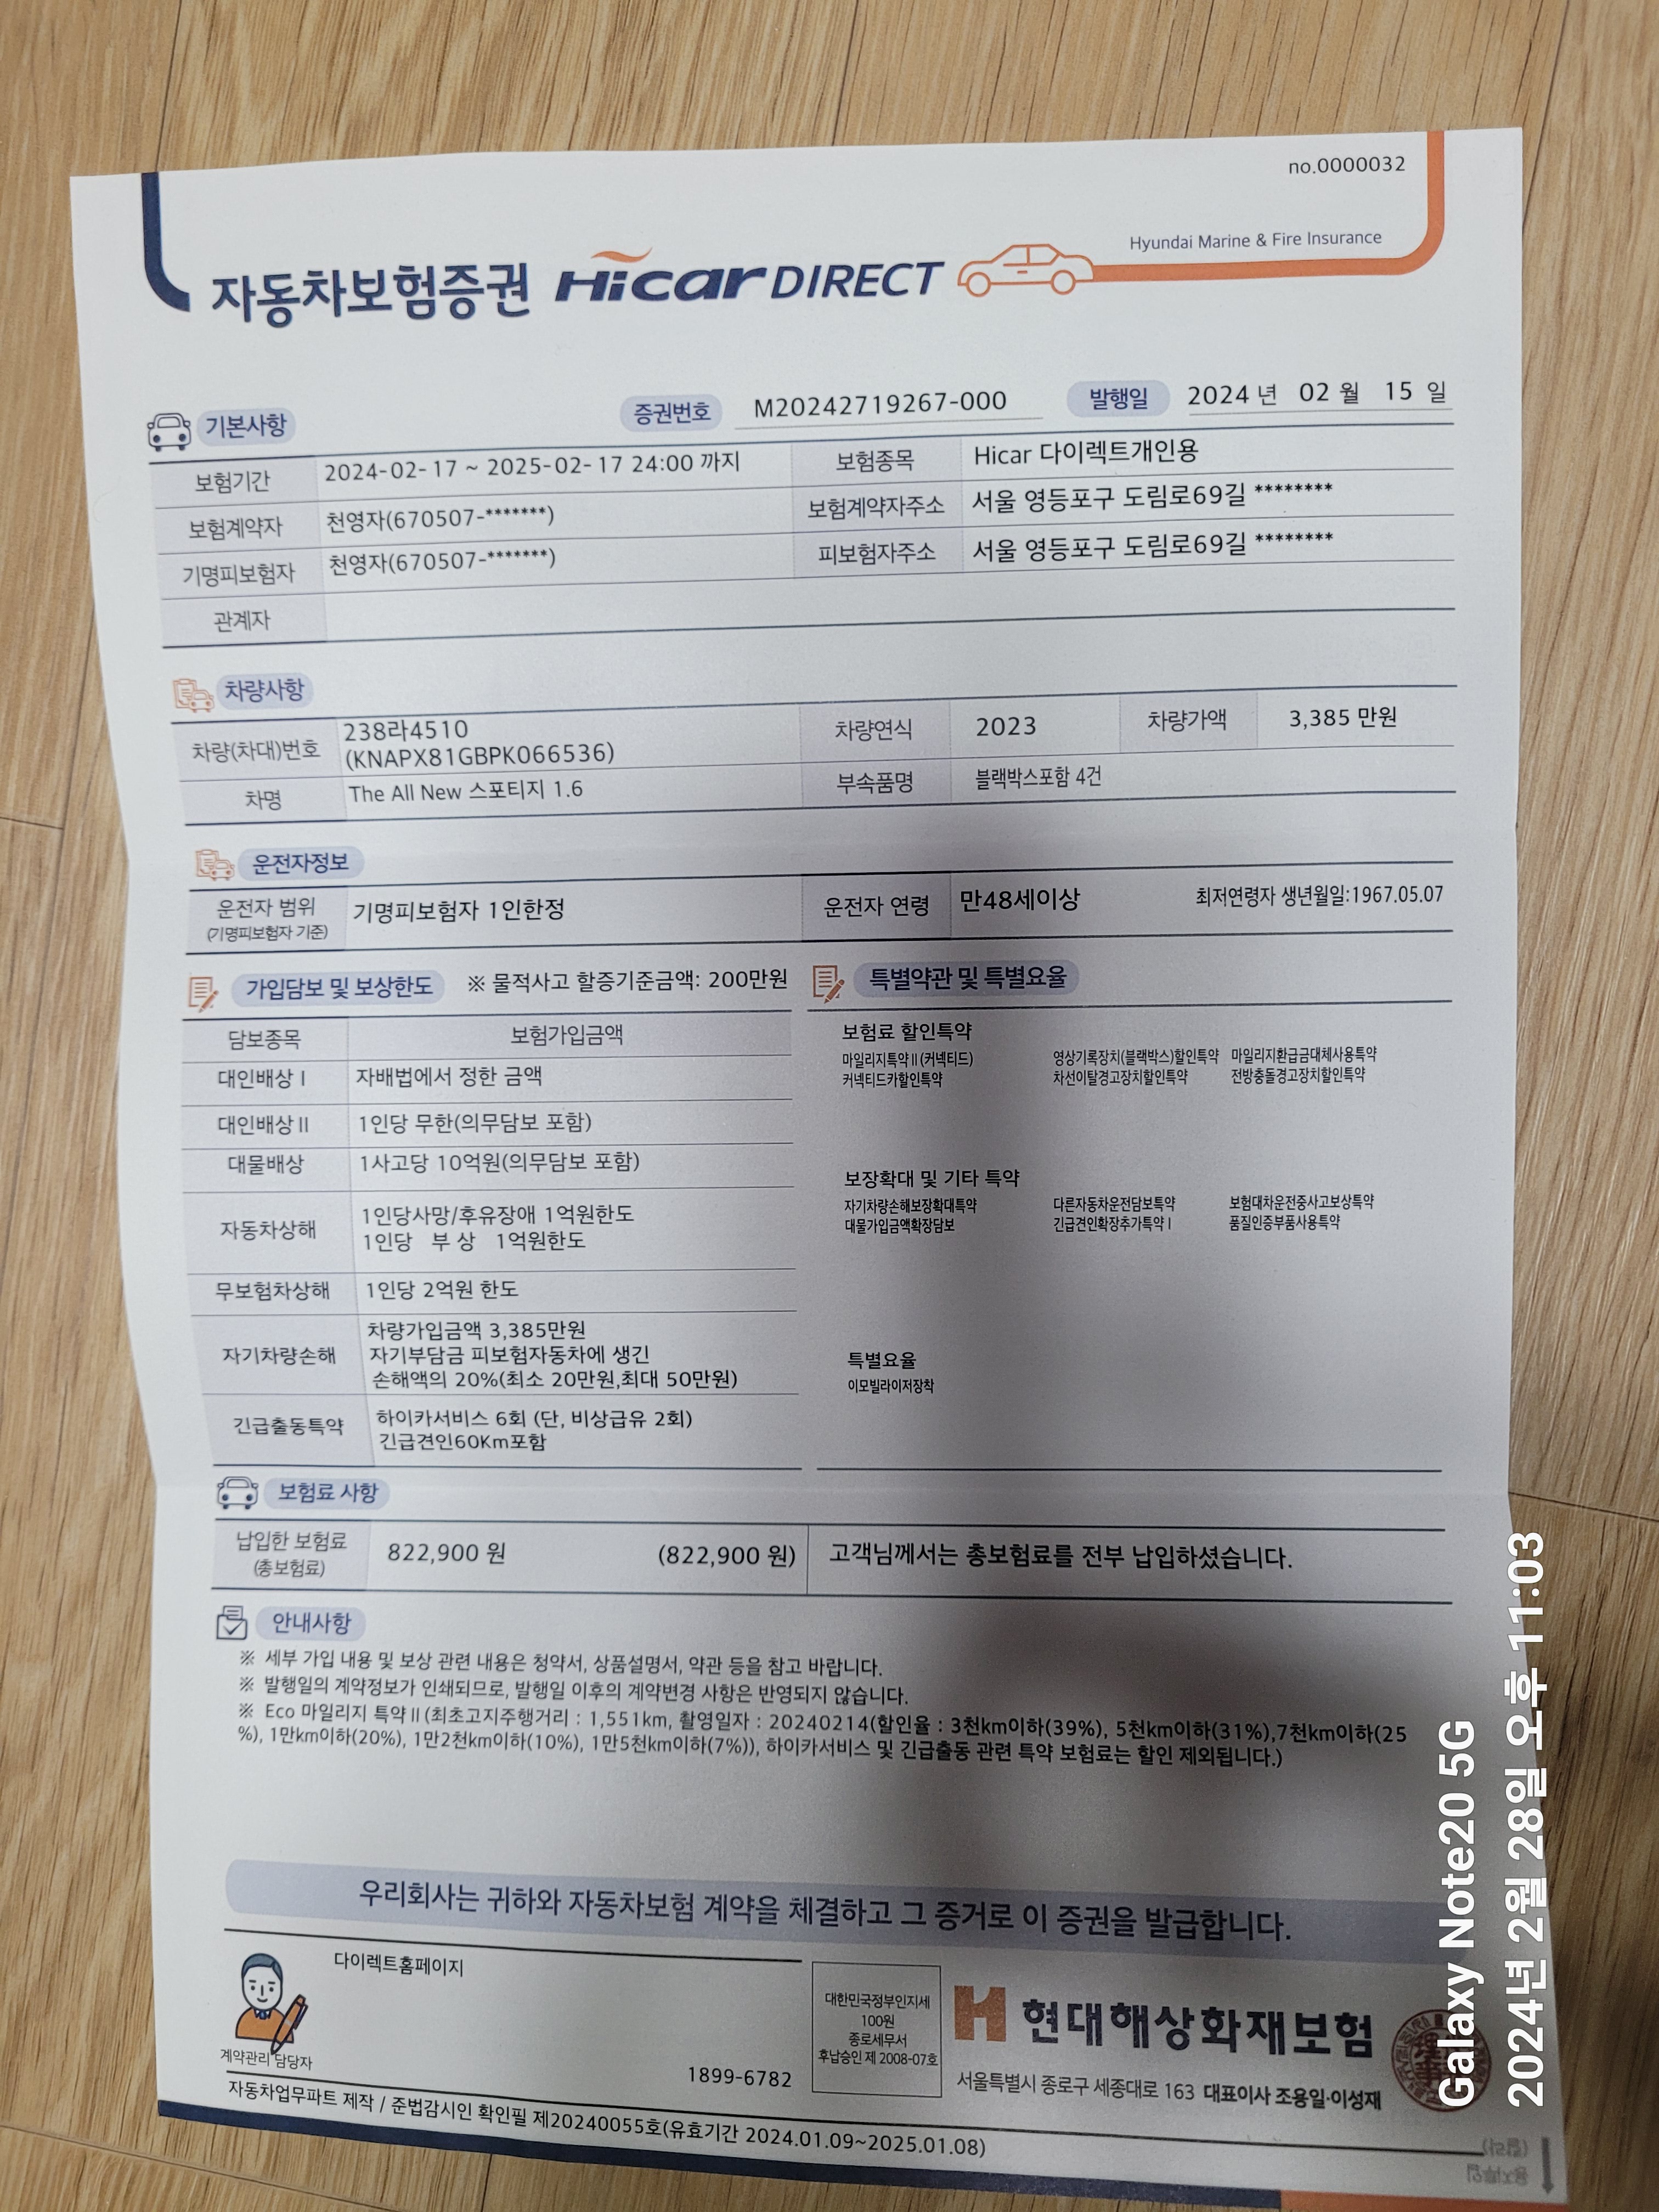 no.0000032
Hyundai Marine & Fire Insurance
자동차보험증권 Hicar DIRECT
기본사항 증권번호 M20242719267-000 발행일 2024 년 02 월 15 일
보험기간 2024-02-17 ~ 2025-02-17 24:00 까지 보험종목 Hicar 다이렉트개인용
보험계약자 천영자(670507-*******) 보험계약자주소 서울 영등포구 도림로69길 ********
기명피보험자 천영자(670507-*******) 피보험자주소 서울 영등포구 도림로69길 ********
관계자
차량사항
차량(차대)번호 238라4510 차량연식 2023 차량가액 3,385 만원
(KNAPX81GBPK066536)
차명 The All New 스포티지 1.6 부속품명 블랙박스포함 4건
운전자정보
운전자 범위 기명피보험자 1인한정 운전자 연령 만48세이상 최저연령자 생년월일:1967.05.07
(기명피보험자 기준)
가입담보 및 보상한도 ※ 물적사고 할증기준금액: 200만원
담보종목 보험가입금액
대인배상 I 자배법에서 정한 금액
대인배상 II 1인당 무한(의무담보 포함)
대물배상 1사고당 10억원(의무담보 포함)
자동차상해 1인당사망/후유장애 1억원한도
1인당 부 상 1억원한도
무보험차상해 1인당 2억원 한도
자기차량손해 차량가입금액 3,385만원
자기부담금 피보험자동차에 생긴
손해액의 20%(최소 20만원,최대 50만원)
긴급출동특약 하이카서비스 6회 (단, 비상급유 2회)
긴급견인60Km포함
특별약관 및 특별요율
보험료 할인특약
마일리지특약II(커넥티드) 영상기록장치(블랙박스)할인특약 마일리지환급금대체사용특약
커넥티드카할인특약 차선이탈경고장치할인특약 전방충돌경고장치할인특약
보장확대 및 기타 특약
자기차량손해보장확대특약 다른자동차운전담보특약 보험대차운전중사고보상특약
대물가입금액확장담보 긴급견인확장추가특약 I 품질인증부품사용특약
특별요율
이모빌라이저장착
보험료 사항
납입한 보험료 822,900 원 (822,900 원) 고객님께서는 총보험료를 전부 납입하셨습니다.
(총보험료)
안내사항
※ 세부 가입 내용 및 보상 관련 내용은 청약서, 상품설명서, 약관 등을 참고 바랍니다.
※ 발행일의 계약정보가 인쇄되므로, 발행일 이후의 계약변경 사항은 반영되지 않습니다.
※ Eco 마일리지 특약II(최초고지주행거리 : 1,551km, 촬영일자 : 20240214(할인율 : 3천km이하(39%), 5천km이하(31%),7천km이하(25
%), 1만km이하(20%), 1만2천km이하(10%), 1만5천km이하(7%)), 하이카서비스 및 긴급출동 관련 특약 보험료는 할인 제외됩니다.)
우리회사는 귀하와 자동차보험 계약을 체결하고 그 증거로 이 증권을 발급합니다.
다이렉트홈페이지
계약관리 담당자
1899-6782
대한민국정부인지세
100원
종로세무서
후납승인 제 2008-07호
현대해상화재보험
서울특별시 종로구 세종대로 163 대표이사 조용일·이성재
자동차업무파트 제작 / 준법감시인 확인필 제20240055호(유효기간 2024.01.09~2025.01.08)
Galaxy Note20 5G
2024년 2월 28일 오후 11:03